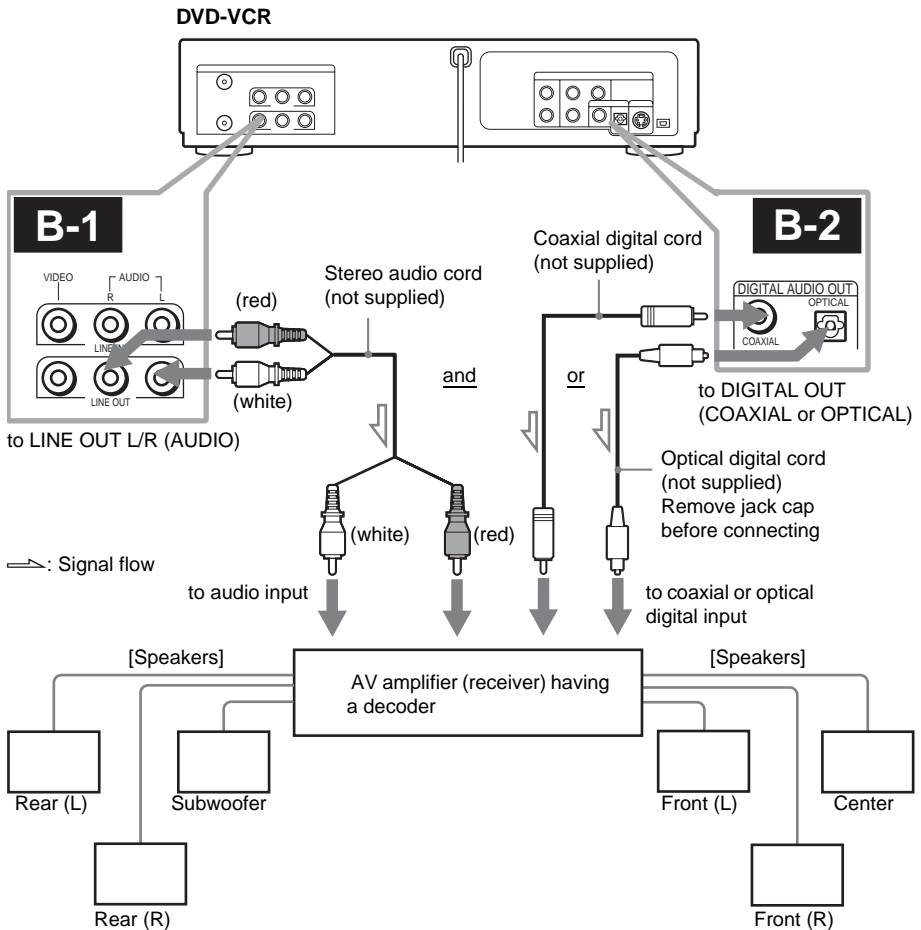 DVD-VCR
B-1
VIDEO
AUDIO
R
L
LINE IN
LINE OUT
(red)
(white)
Stereo audio cord
(not supplied)
to LINE OUT L/R (AUDIO)
and
or
Coaxial digital cord
(not supplied)
B-2
DIGITAL AUDIO OUT
OPTICAL
COAXIAL
to DIGITAL OUT
(COAXIAL or OPTICAL)
Optical digital cord
(not supplied)
Remove jack cap
before connecting
(white)
(red)
: Signal flow
to audio input
to coaxial or optical
digital input
[Speakers]
[Speakers]
AV amplifier (receiver) having
a decoder
Rear (L)
Subwoofer
Front (L)
Center
Rear (R)
Front (R)